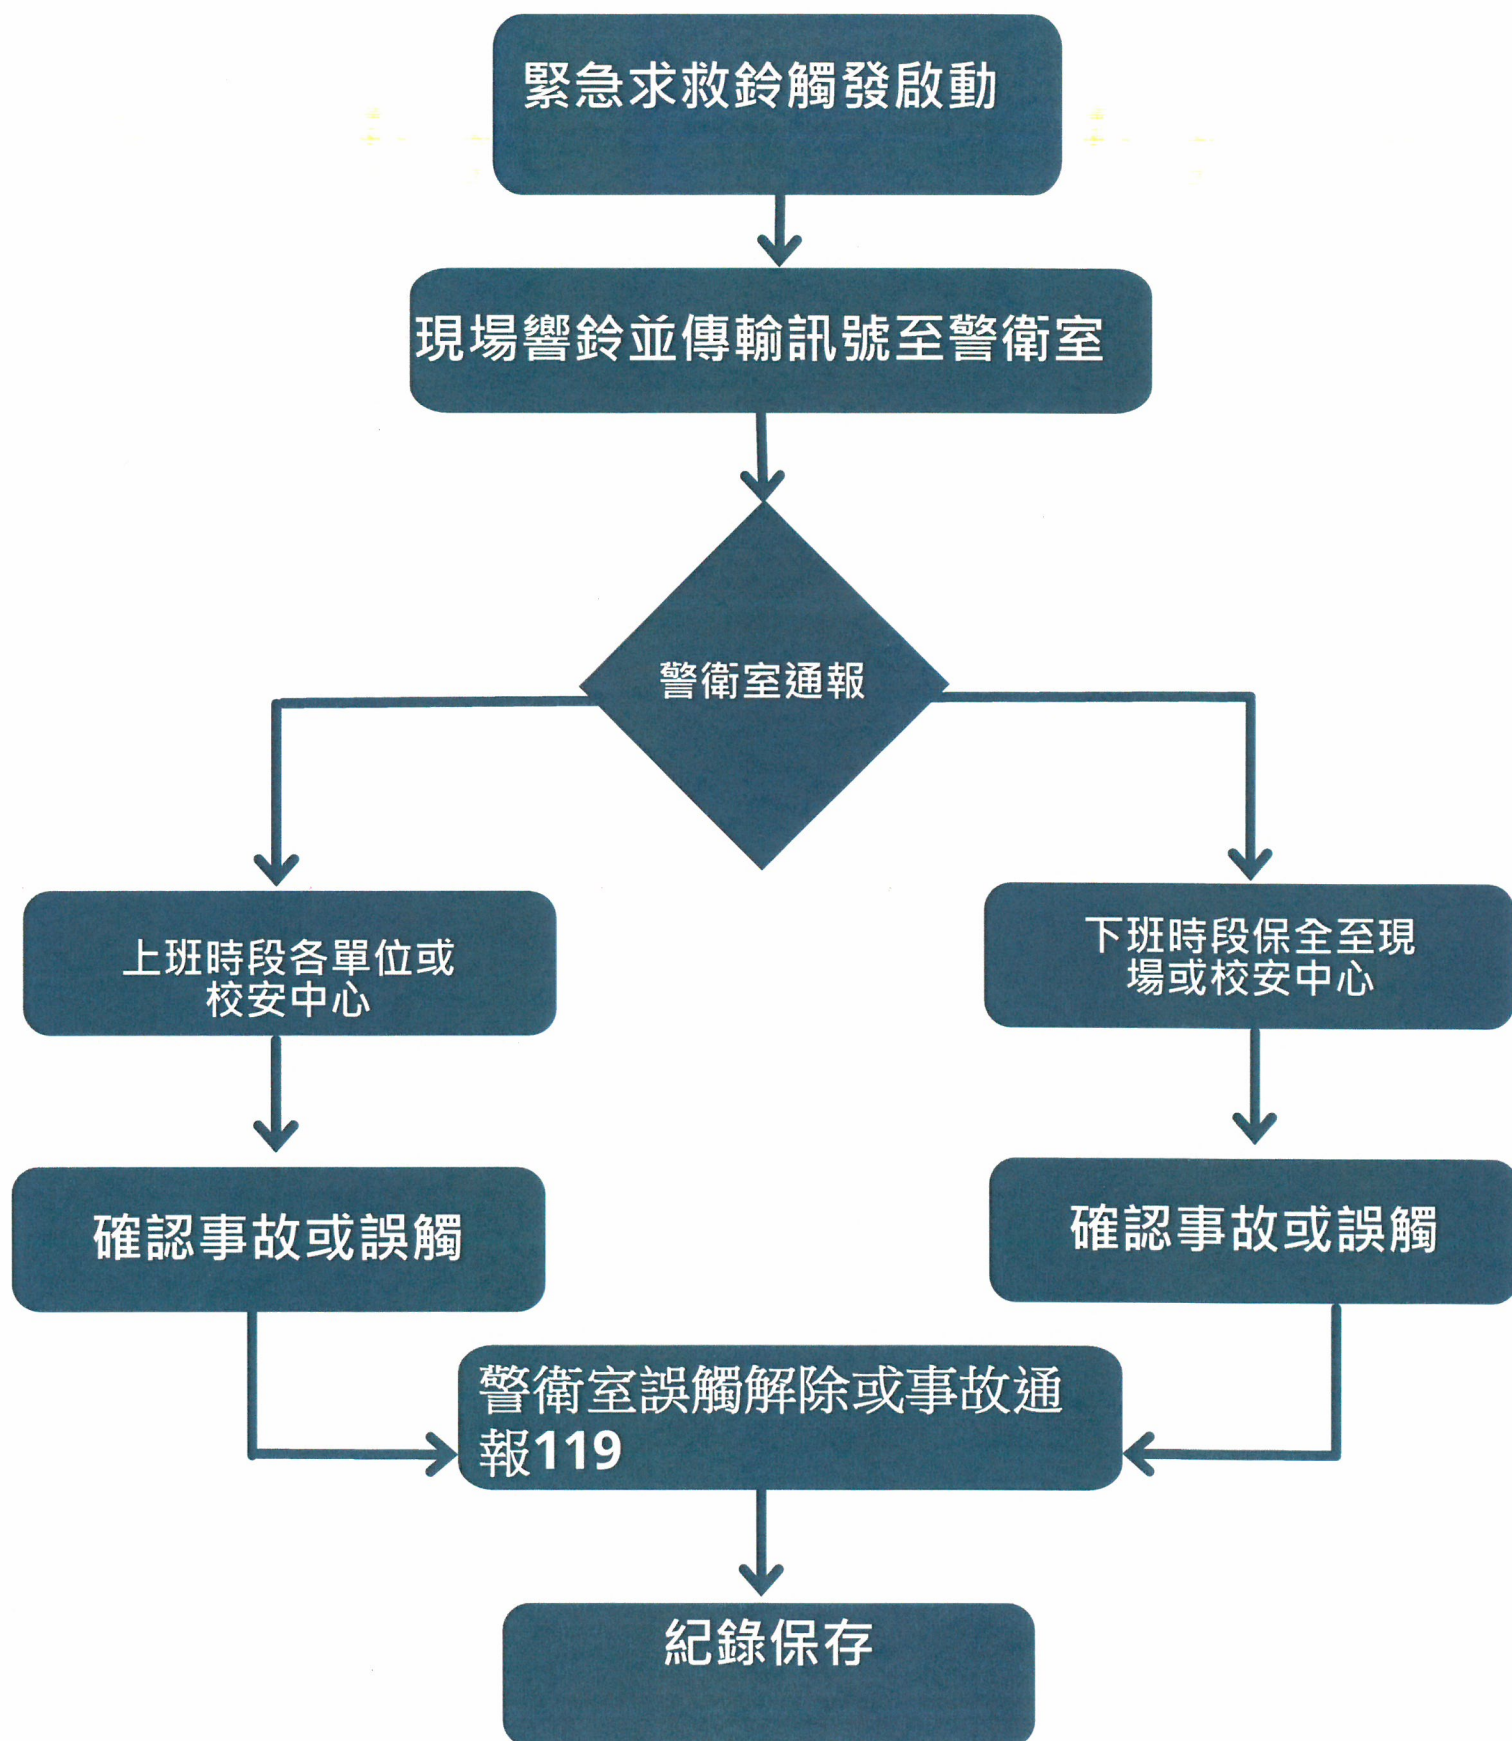 緊急求救鈴觸發啟動
現場響鈴並傳輸訊號至警衛室
警衛室通報
上班時段各單位或
校安中心
下班時段保全至現
場或校安中心
確認事故或誤觸
確認事故或誤觸
警衛室誤觸解除或事故通
報119
紀錄保存